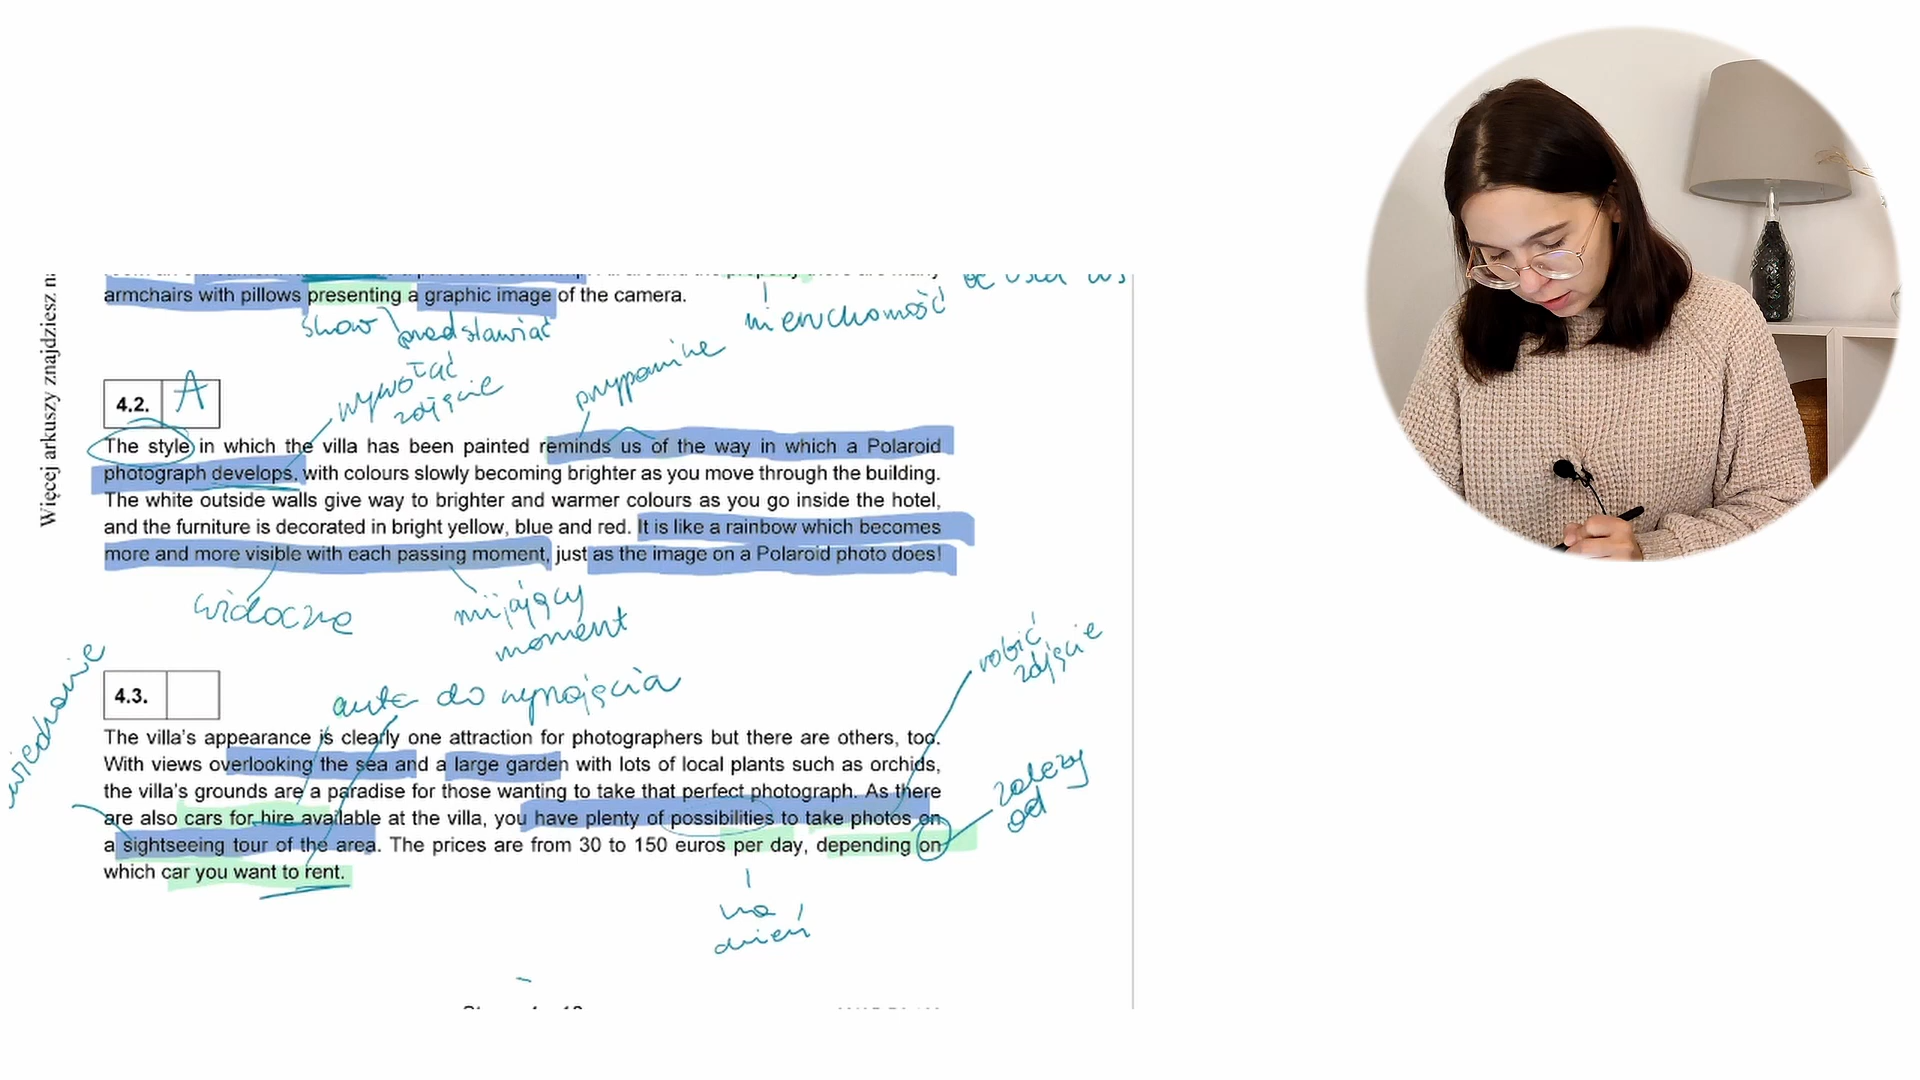 Więcej arkuszy znajdziesz n
armchairs with pillows presenting a graphic image of the camera.
show przedstawiać
nieruchomość
wywołać
zdjęcie
przypomina
4.2. A
The style in which the villa has been painted reminds us of the way in which a Polaroid
photograph develops, with colours slowly becoming brighter as you move through the building.
The white outside walls give way to brighter and warmer colours as you go inside the hotel,
and the furniture is decorated in bright yellow, blue and red. It is like a rainbow which becomes
more and more visible with each passing moment, just as the image on a Polaroid photo does!
widoczne
mijający
moment
robić
zdjęcie
4.3.
auta do wynajęcia
The villa's appearance is clearly one attraction for photographers but there are others, too.
With views overlooking the sea and a large garden with lots of local plants such as orchids,
the villa's grounds are a paradise for those wanting to take that perfect photograph. As there
are also cars for hire available at the villa, you have plenty of possibilities to take photos on
a sightseeing tour of the area. The prices are from 30 to 150 euros per day, depending on
which car you want to rent.
zależy
od
na
dzień